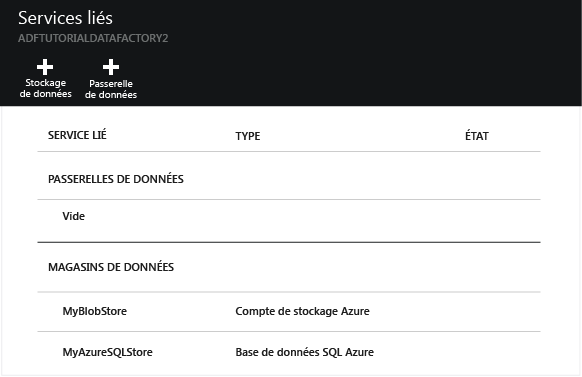 Services liés
ADFTUTORIALDATAFACTORY2
Stockage de données
Passerelle de données
SERVICE LIÉ TYPE ÉTAT
PASSERELLES DE DONNÉES
Vide
MAGASINS DE DONNÉES
MyBlobStore Compte de stockage Azure
MyAzureSQLStore Base de données SQL Azure